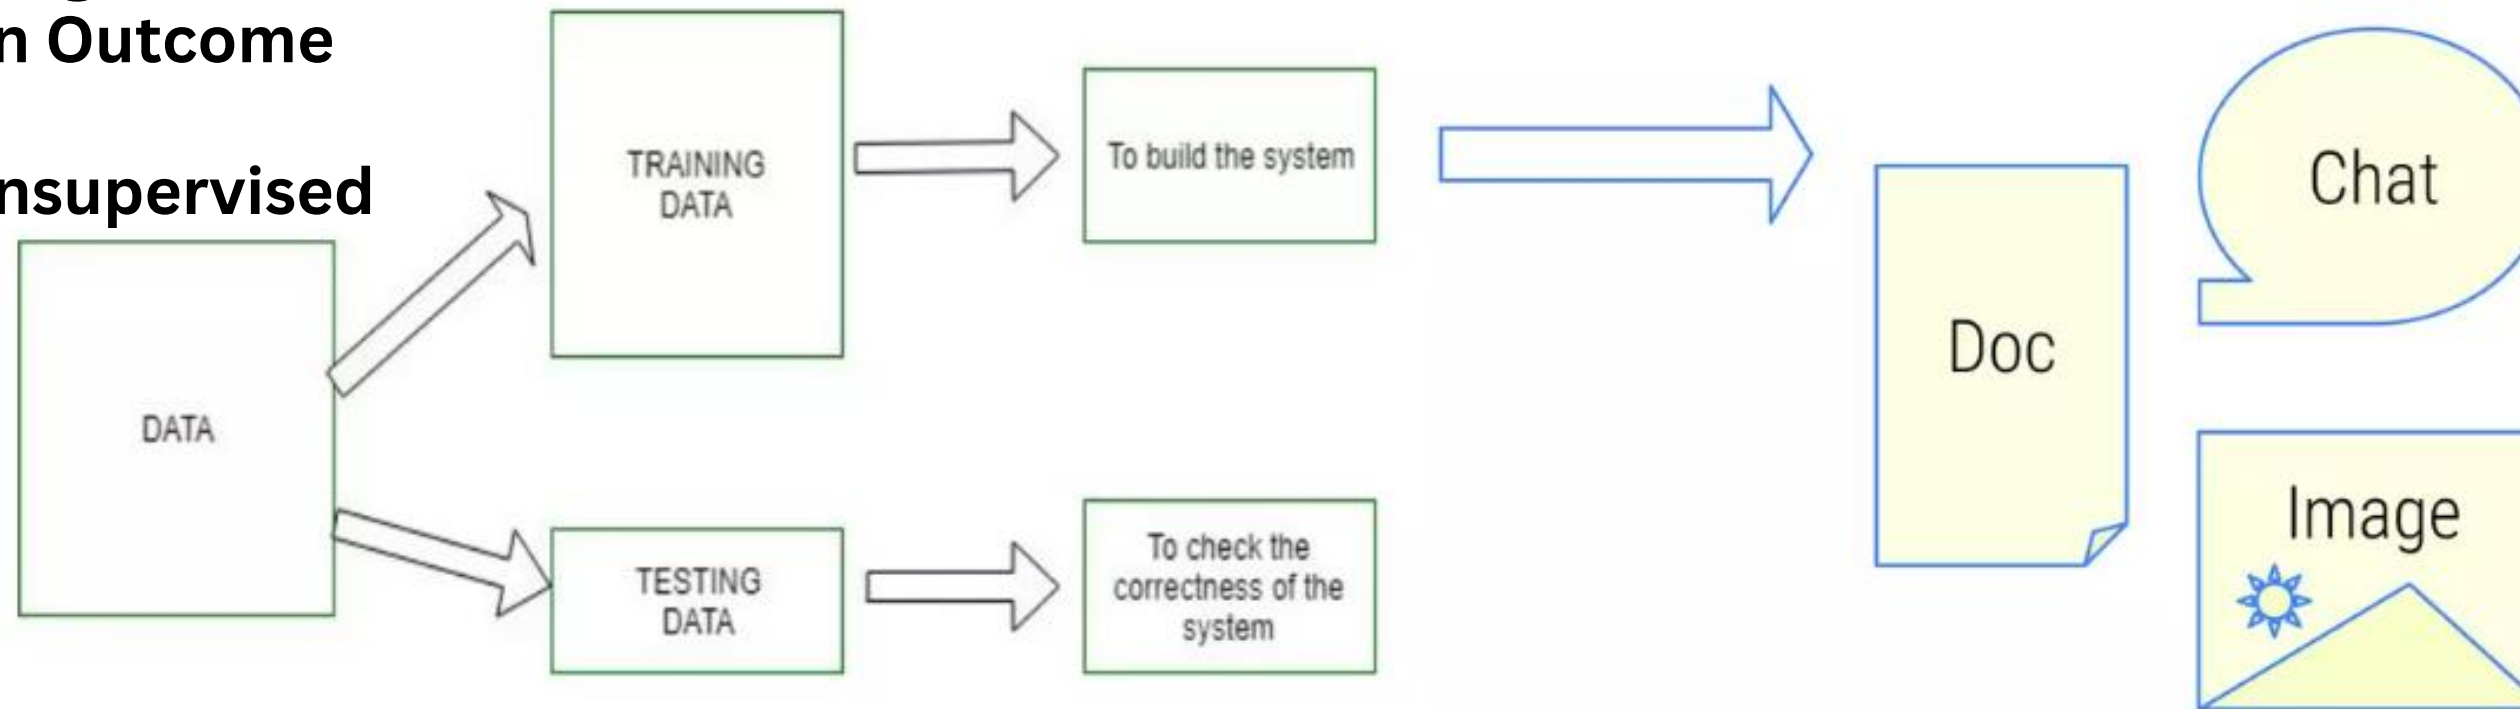 n Outcome
nsupervised
DATA
TRAINING
DATA
To build the system
TESTING
DATA
To check the
correctness of the
system
Doc
Chat
Image